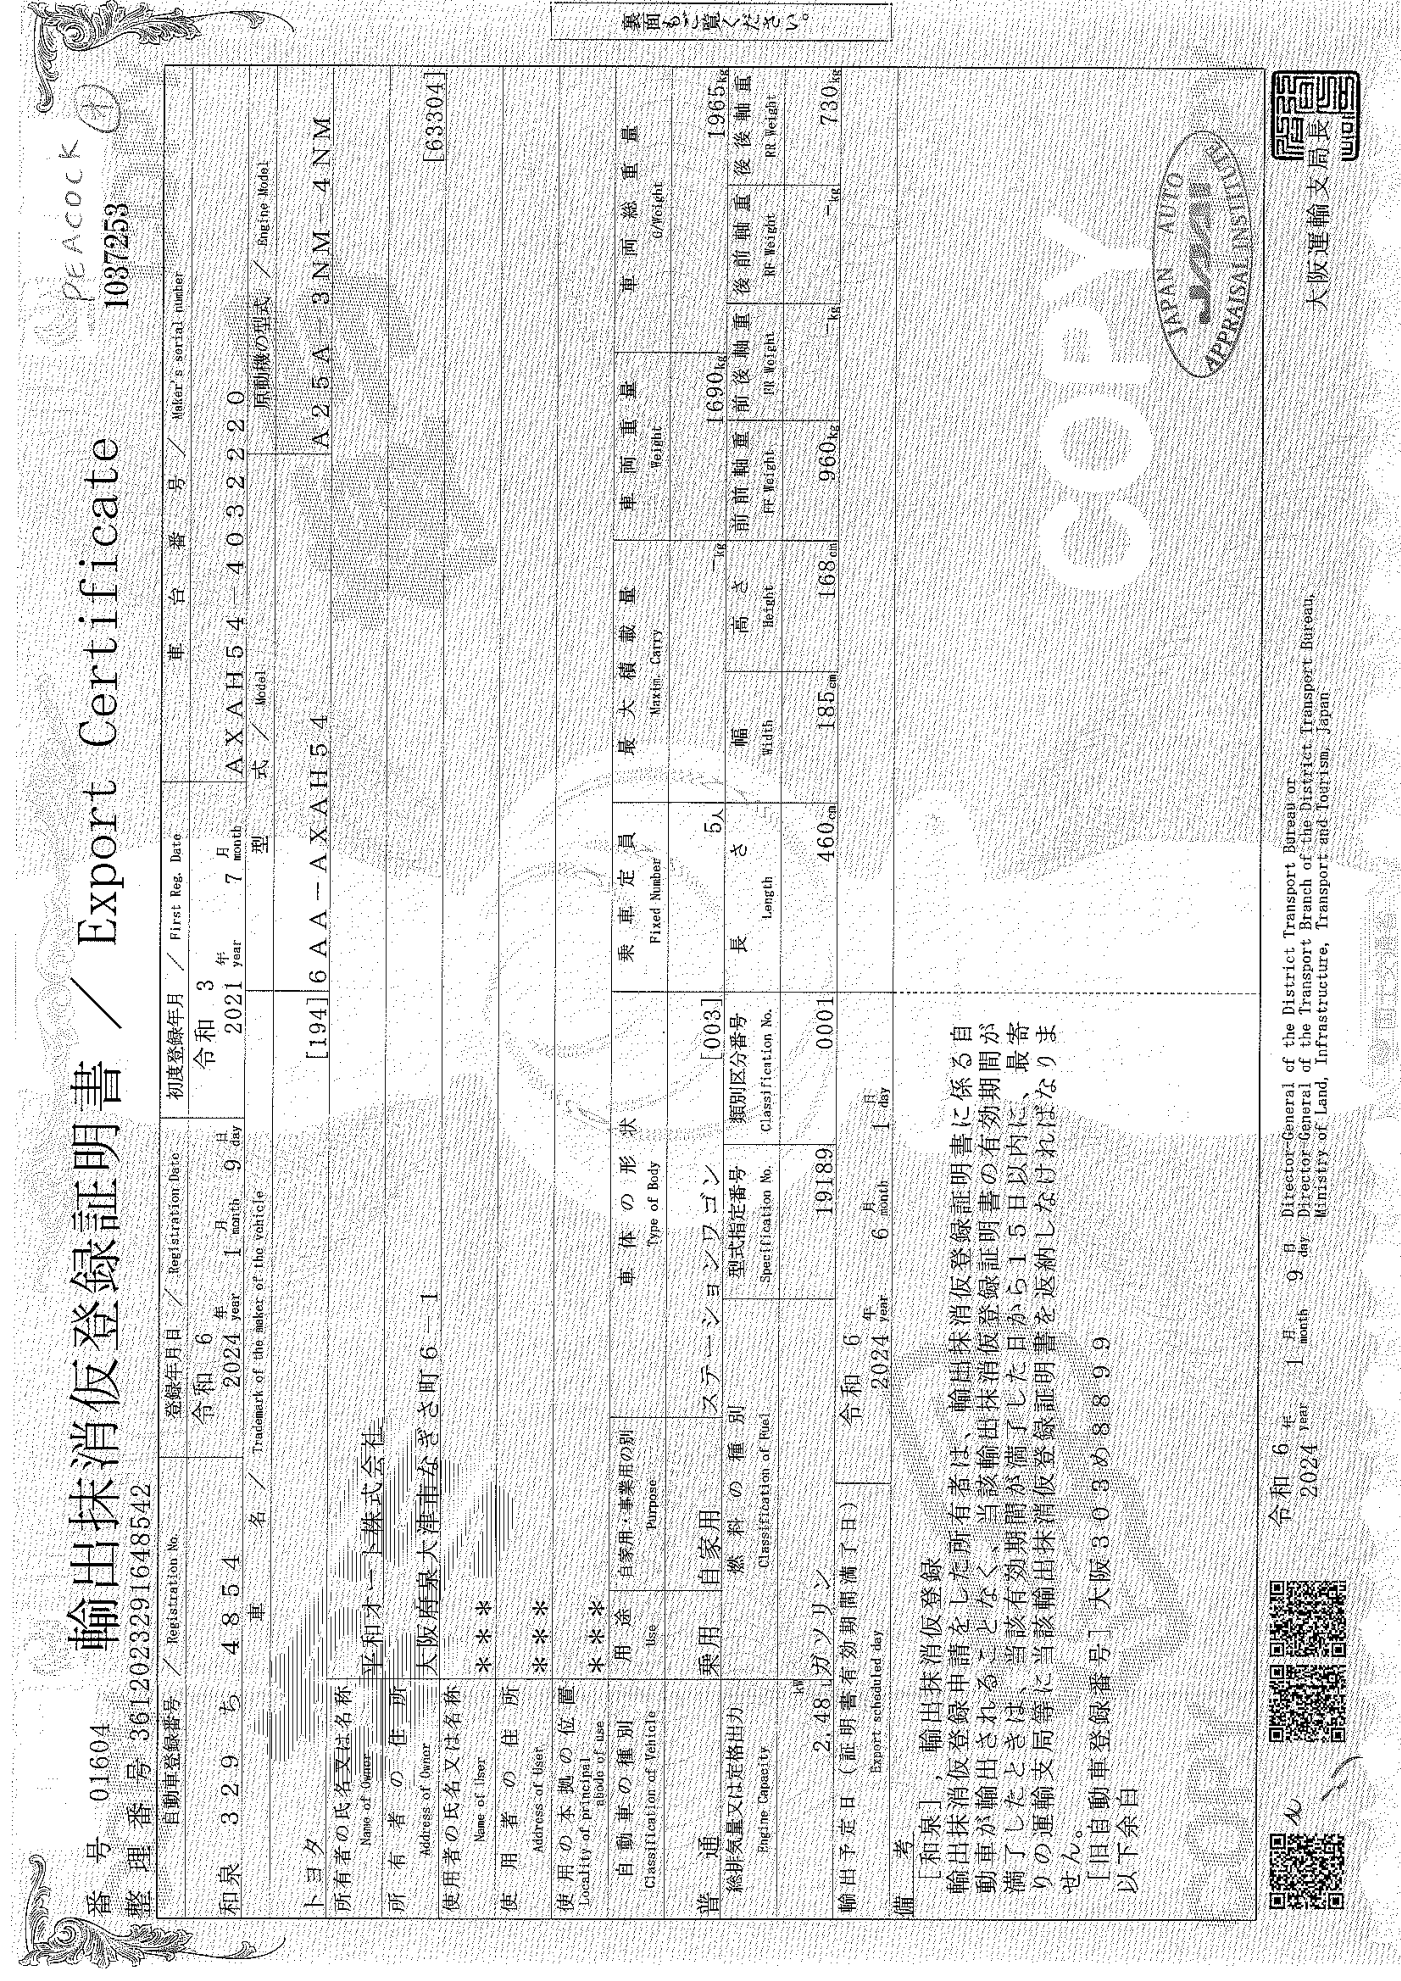 裏面もご覧ください。
PEACOCK
1037253
番号 01604
輸出抹消仮登録証明書 / Export Certificate
整理番号 3612023291648542
自動車登録番号 / Registration No.
登録年月日 / Registration Date
初度登録年月 / First Reg. Date
車台番号 / Maker's serial number
和泉 329 ち 4854
令和 6 年 1 月 9 日
2024 year 1 month 9 day
令和 3 年 7 月
2021 year 7 month
AXAH54-4032220
車名 / Trademark of the maker of the vehicle
型式 / Model
原動機の型式 / Engine Model
トヨタ
[194] 6AA-AXAH54
A25A-3NM-4NM
所有者の氏名又は名称 Name of Owner
平和オート株式会社
所有者の住所 Address of Owner
大阪府泉大津市なぎさ町6-1
[63304]
使用者の氏名又は名称 Name of User
***
使用者の住所 Address of User
***
使用の本拠の位置 Locality of principal abode of use
***
自動車の種別 Classification of Vehicle
用途 Use
自家用・事業用の別 Purpose
車体の形状 Type of Body
乗車定員 Fixed Number
最大積載量 Maxim. Carry
車両重量 Weight
車両総重量 G/Weight
普通
乗用
自家用
ステーションワゴン [003]
5人
-kg
1690kg
1965kg
総排気量又は定格出力 Engine Capacity
燃料の種別 Classification of Fuel
型式指定番号 Specification No.
類別区分番号 Classification No.
長さ Length
幅 Width
高さ Height
前前軸重 FF Weight
前後軸重 FR Weight
後前軸重 RF Weight
後後軸重 RR Weight
kW
2.48 L
ガソリン
19189
0001
460cm
185cm
168cm
960kg
-kg
-kg
730kg
輸出予定日(証明書有効期間満了日)
Export scheduled day
令和 6 年 6 月 1 日
2024 year 6 month 1 day
備考
[和泉],輸出抹消仮登録
輸出抹消仮登録申請をした所有者は、輸出抹消仮登録証明書に係る自
動車が輸出されることなく、当該輸出抹消仮登録証明書の有効期間が
満了したときは、当該有効期間が満了した日から15日以内に、最寄
りの運輸支局等に当該輸出抹消仮登録証明書を返納しなければなりま
せん。
[旧自動車登録番号] 大阪303め8899
以下余白
COPY
JAPAN AUTO
JAAI
APPRAISAL INSTITUTE
令和 6 年 1 月 9 日
2024 year 1 month 9 day
Director-General of the District Transport Bureau or
Director-General of the Transport Branch of the District Transport Bureau,
Ministry of Land, Infrastructure, Transport and Tourism, Japan
大阪運輸支局長